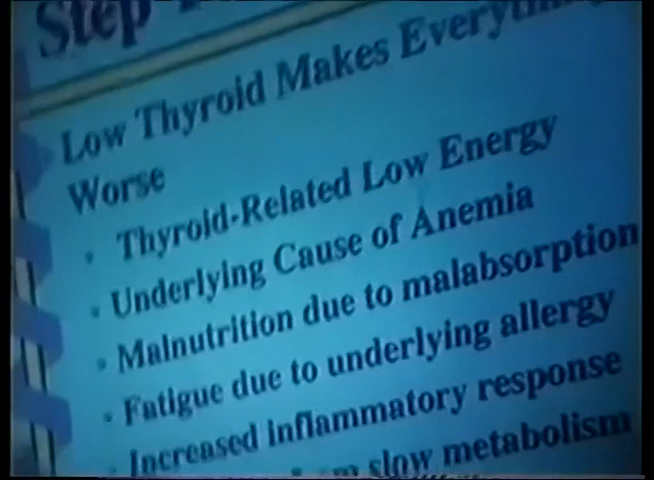 Step
Low Thyroid Makes
Worse
• Thyroid-Related Low Energy
• Underlying Cause of Anemia
• Malnutrition due to malabsorption
• Fatigue due to underlying allergy
• Increased inflammatory response
slow metabolism